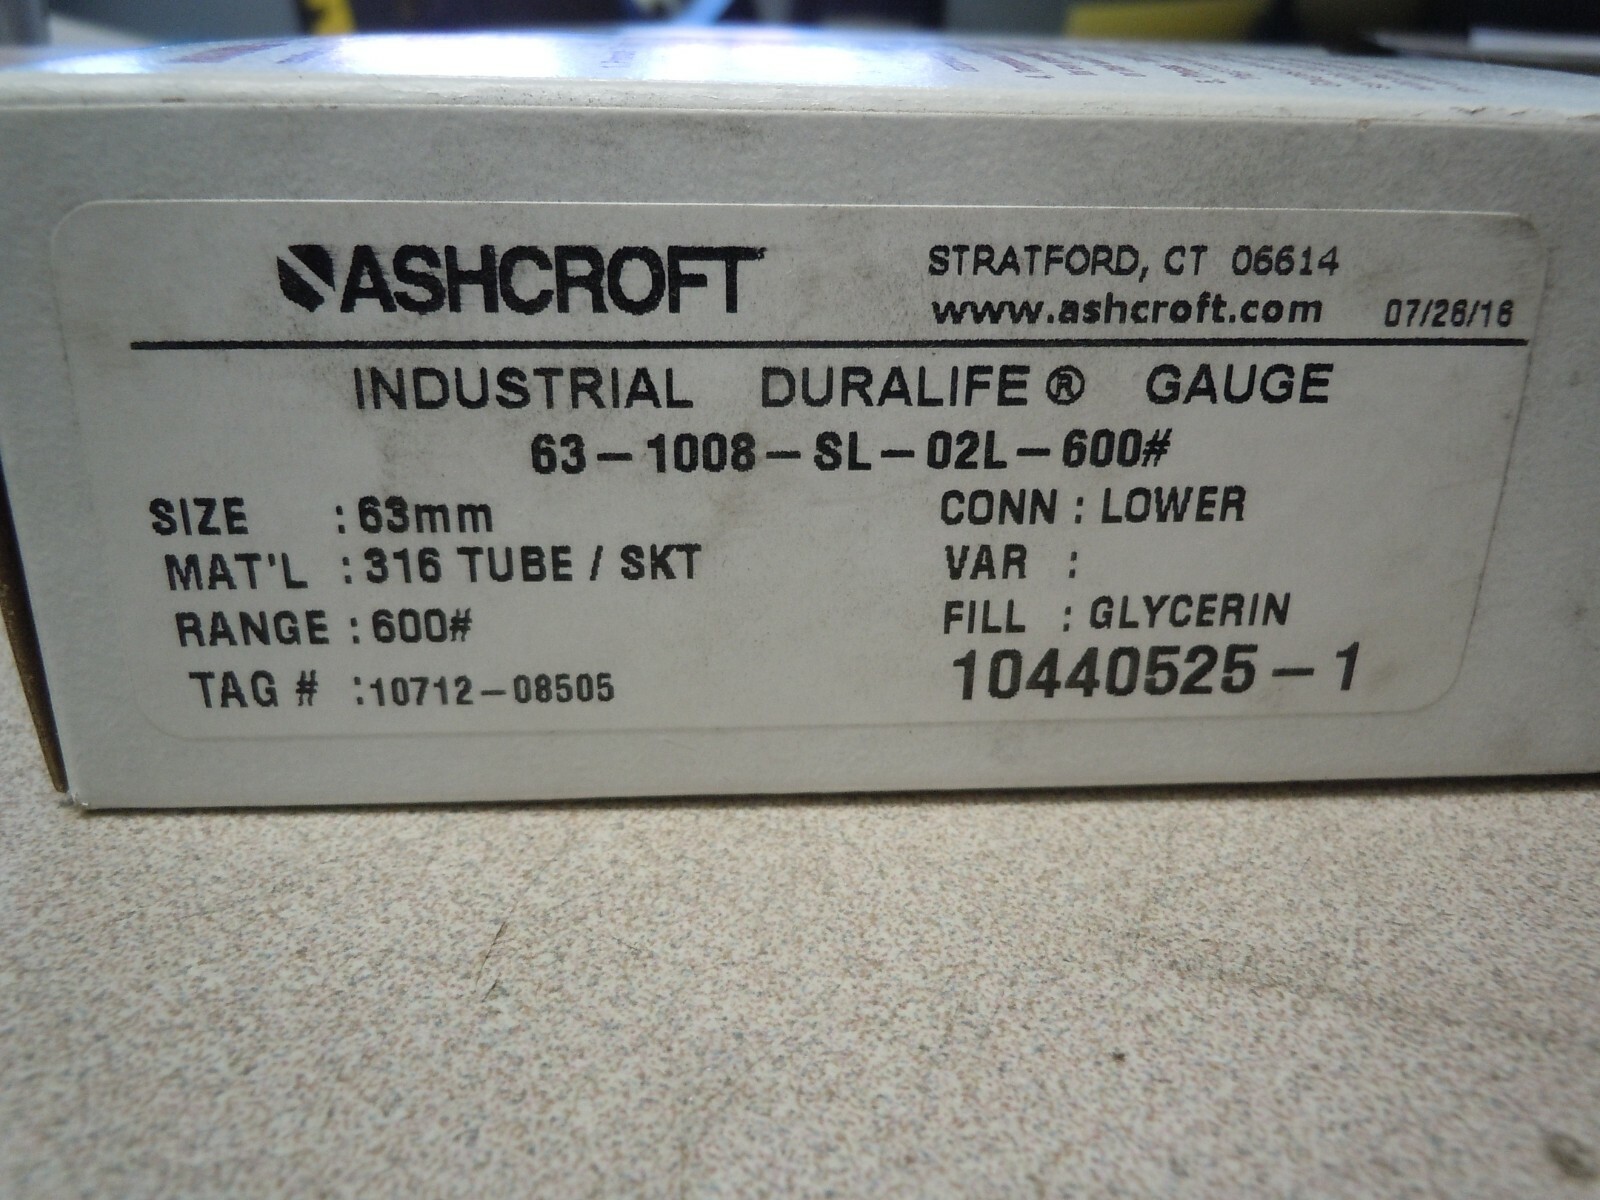 ASHCROFT
STRATFORD, CT 06614
www.ashcroft.com 07/26/16
INDUSTRIAL DURALIFE® GAUGE
63-1008-SL-02L-600#
SIZE :63mm
CONN : LOWER
MAT'L :316 TUBE / SKT
VAR :
RANGE :600#
FILL : GLYCERIN
TAG # :10712-08505
10440525-1